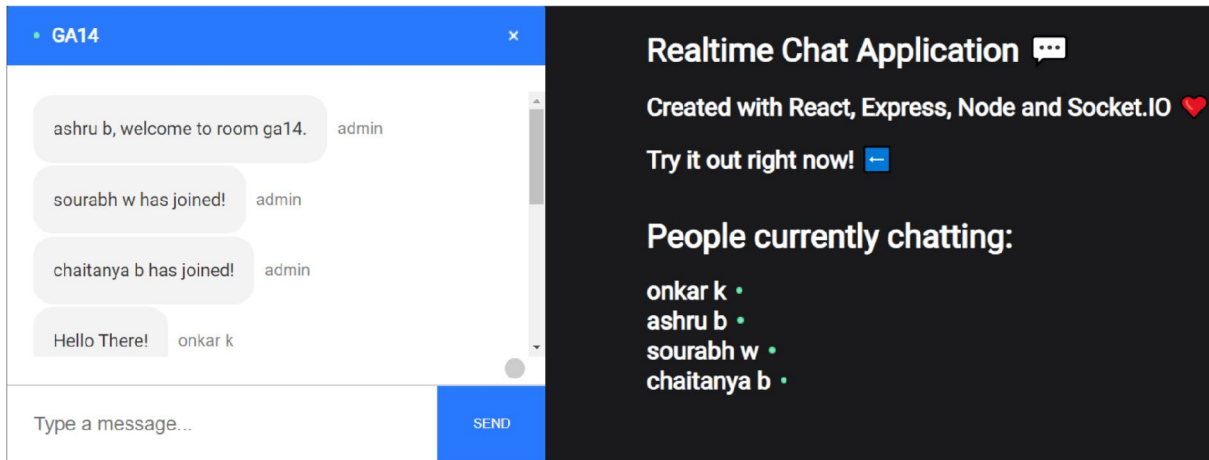 GA14
ashru b, welcome to room ga14. admin
sourabh w has joined! admin
chaitanya b has joined! admin
Hello There! onkar k
Type a message...
SEND
Realtime Chat Application 💬
Created with React, Express, Node and Socket.IO ❤️
Try it out right now! ⬅️
People currently chatting:
onkar k
ashru b
sourabh w
chaitanya b